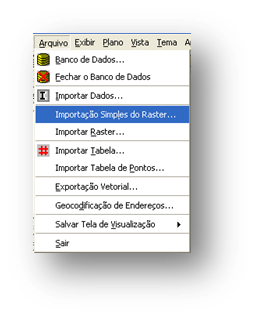 Arquivo Exibir Plano Vista Tema
Banco de Dados...
Fechar o Banco de Dados
Importar Dados...
Importação Simples do Raster...
Importar Raster...
Importar Tabela...
Importar Tabela de Pontos...
Exportação Vetorial...
Geocodificação de Endereços...
Salvar Tela de Visualização
Sair